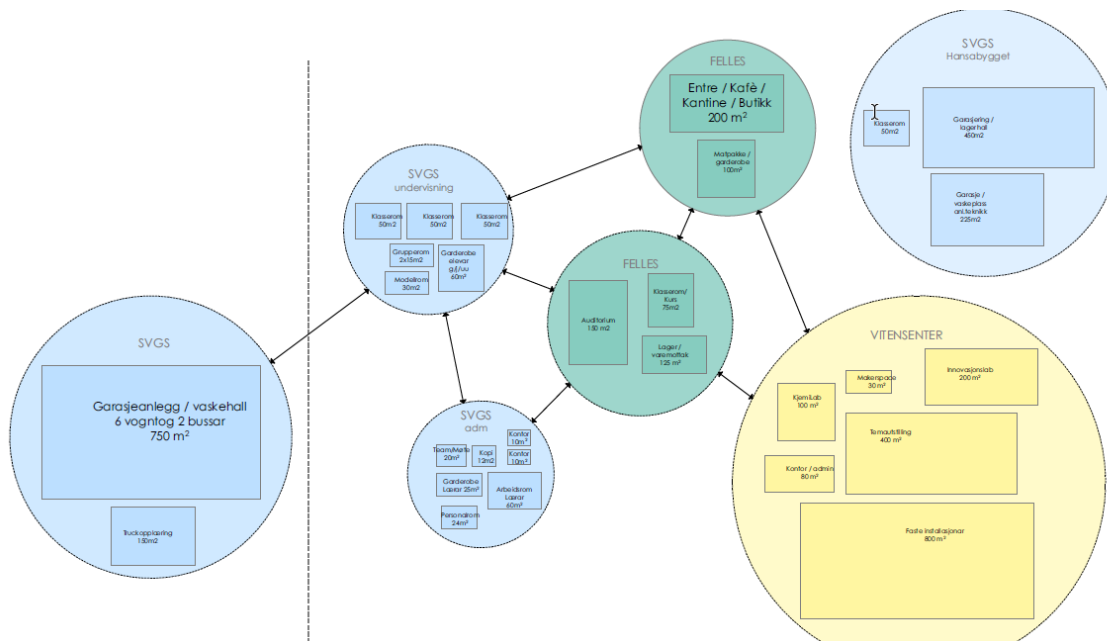 FELLES
Entre / Kafè /
Kantine / Butikk
200 m²
Matpakke /
garderobe
100m²
SVGS
Hansabygget
Klasserom
50m2
Garasjering /
lagerhall
450m2
Garasje /
vaskeplass
anl.teknikk
225m2
SVGS
undervisning
Klasserom
50m2
Klasserom
50m2
Klasserom
50m2
Grupperom
2x15m2
Garderobe
elevar
g/j/uu
60m²
Modellrom
30m2
FELLES
Auditorium
150 m2
Klasserom/
Kurs
75m2
Lager /
varemottak
125 m²
SVGS
Garasjeanlegg / vaskehall
6 vogntog 2 bussar
750 m²
Truckopplæring
150m2
SVGS
adm
Team/Møte
20m²
Kopi
12m2
Kontor
10m²
Kontor
10m²
Garderobe
Lærar 25m²
Arbeidsrom
Lærar
60m²
Personalrom
24m²
VITENSENTER
Innovasjonslab
200 m²
Makerspace
30 m²
KjemiLab
100 m²
Temautstilling
400 m²
Kontor / admin
80 m²
Faste installasjonar
800 m²